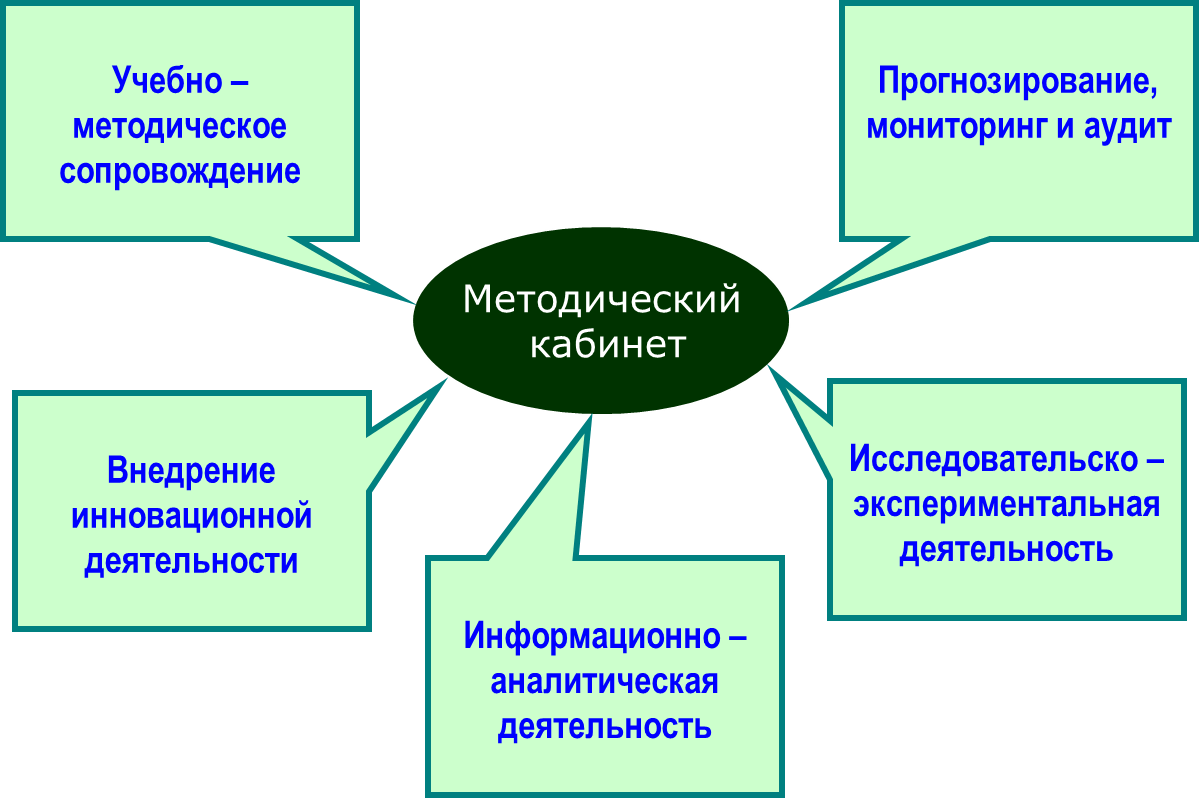 Учебно –
методическое
сопровождение
Прогнозирование,
мониторинг и аудит
Методический
кабинет
Внедрение
инновационной
деятельности
Информационно –
аналитическая
деятельность
Исследовательско –
экспериментальная
деятельность